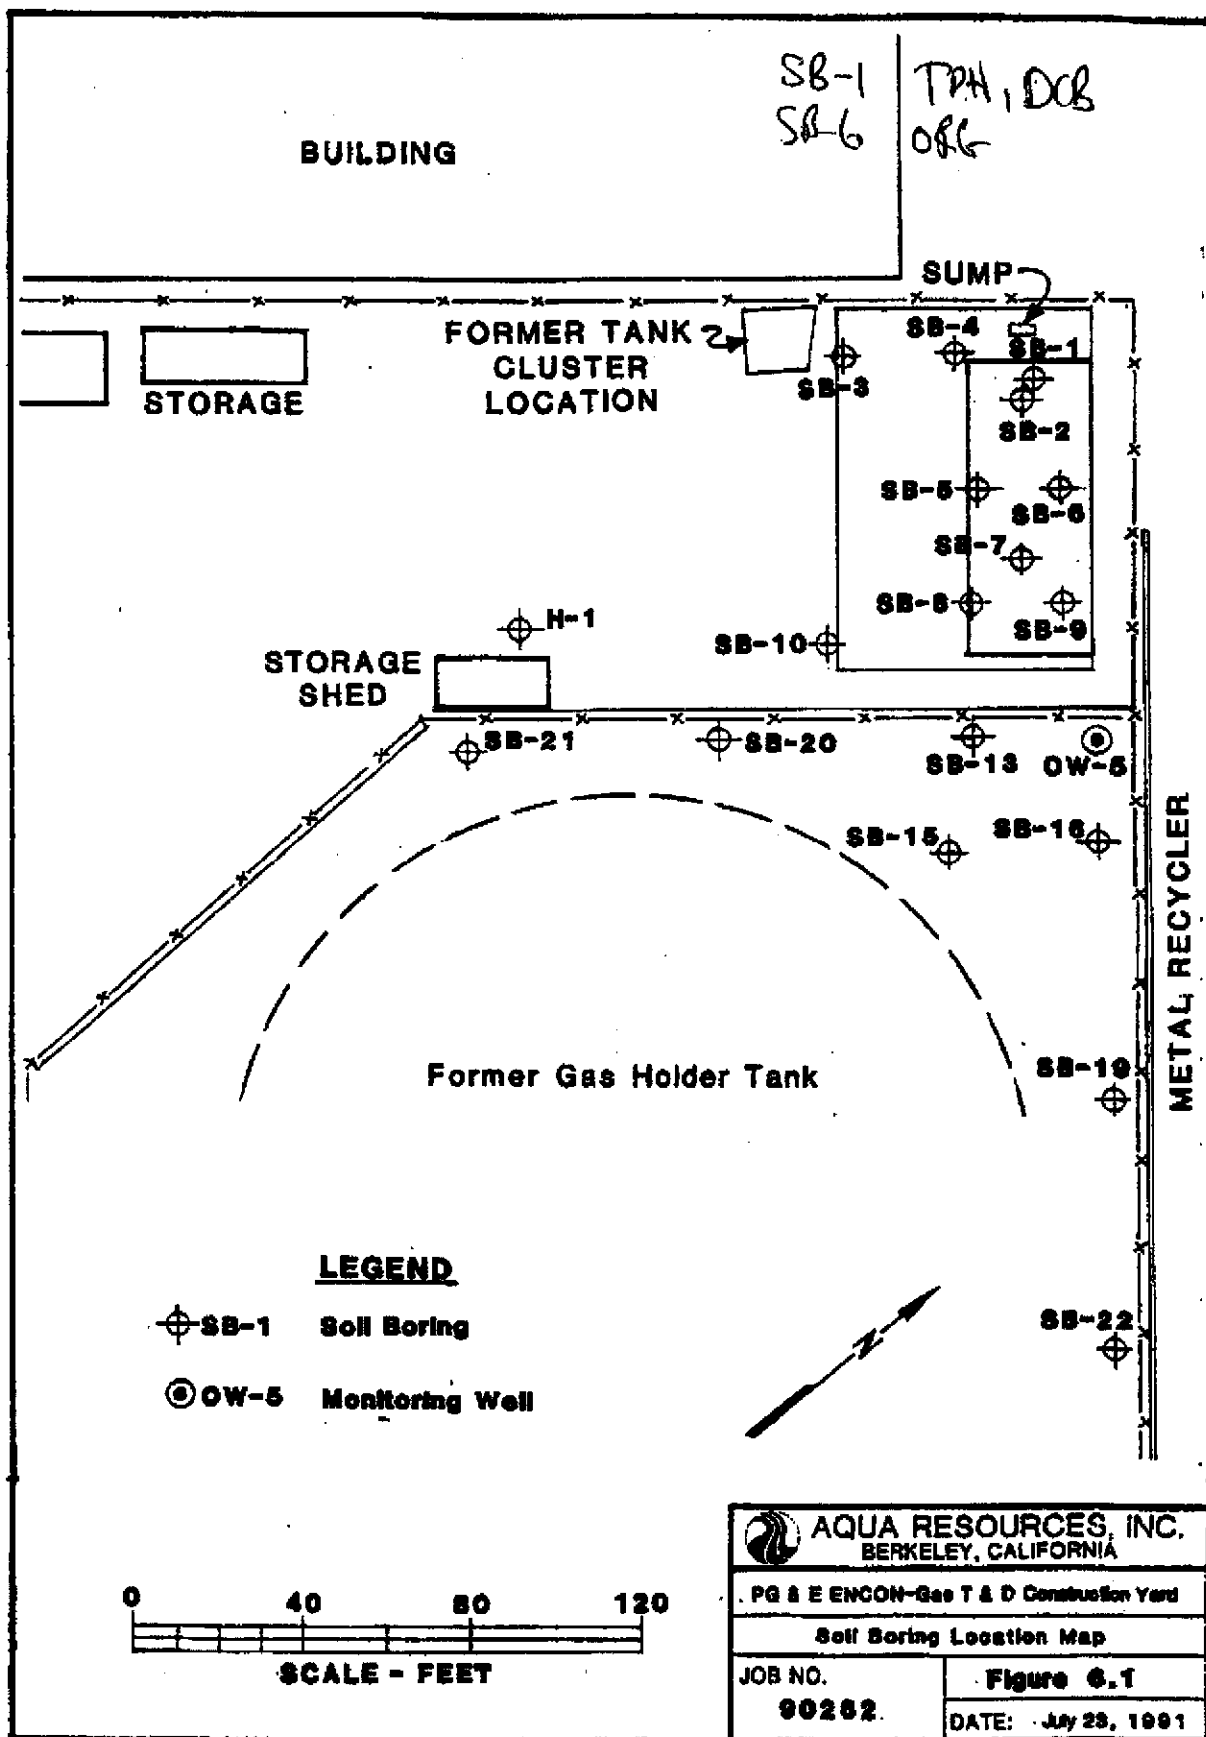 SB-1 TPH, DCB
SB-6 ORG
BUILDING
SUMP
FORMER TANK
CLUSTER
LOCATION
STORAGE
SB-4
SB-1
SB-3
SB-2
SB-5
SB-6
SB-7
SB-8
SB-9
H-1
SB-10
STORAGE
SHED
SB-21
SB-20
SB-13
OW-5
SB-15
SB-16
METAL RECYCLER
Former Gas Holder Tank
SB-19
LEGEND
SB-1 Soil Boring
OW-5 Monitoring Well
N
SB-22
0 40 80 120
SCALE - FEET
AQUA RESOURCES, INC.
BERKELEY, CALIFORNIA
PG & E ENCON-Gas T & D Construction Yard
Soil Boring Location Map
JOB NO.
90262
Figure 6.1
DATE: July 23, 1991